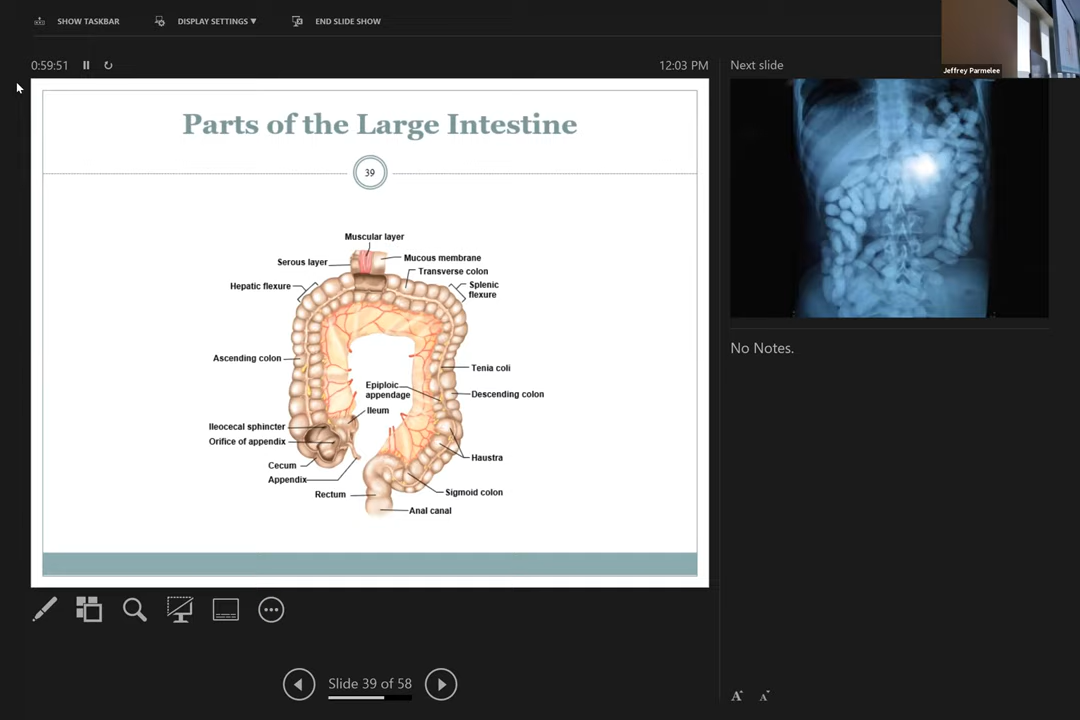 SHOW TASKBAR
DISPLAY SETTINGS ▼
END SLIDE SHOW
Jeffrey Parmelee
0:59:51
12:03 PM
Next slide
Parts of the Large Intestine
39
Muscular layer
Serous layer
Mucous membrane
Transverse colon
Hepatic flexure
Splenic
flexure
Ascending colon
Tenia coli
Epiploic
appendage
Descending colon
Ileum
Ileocecal sphincter
Orifice of appendix
Haustra
Cecum
Appendix
Rectum
Sigmoid colon
Anal canal
No Notes.
Slide 39 of 58
A A